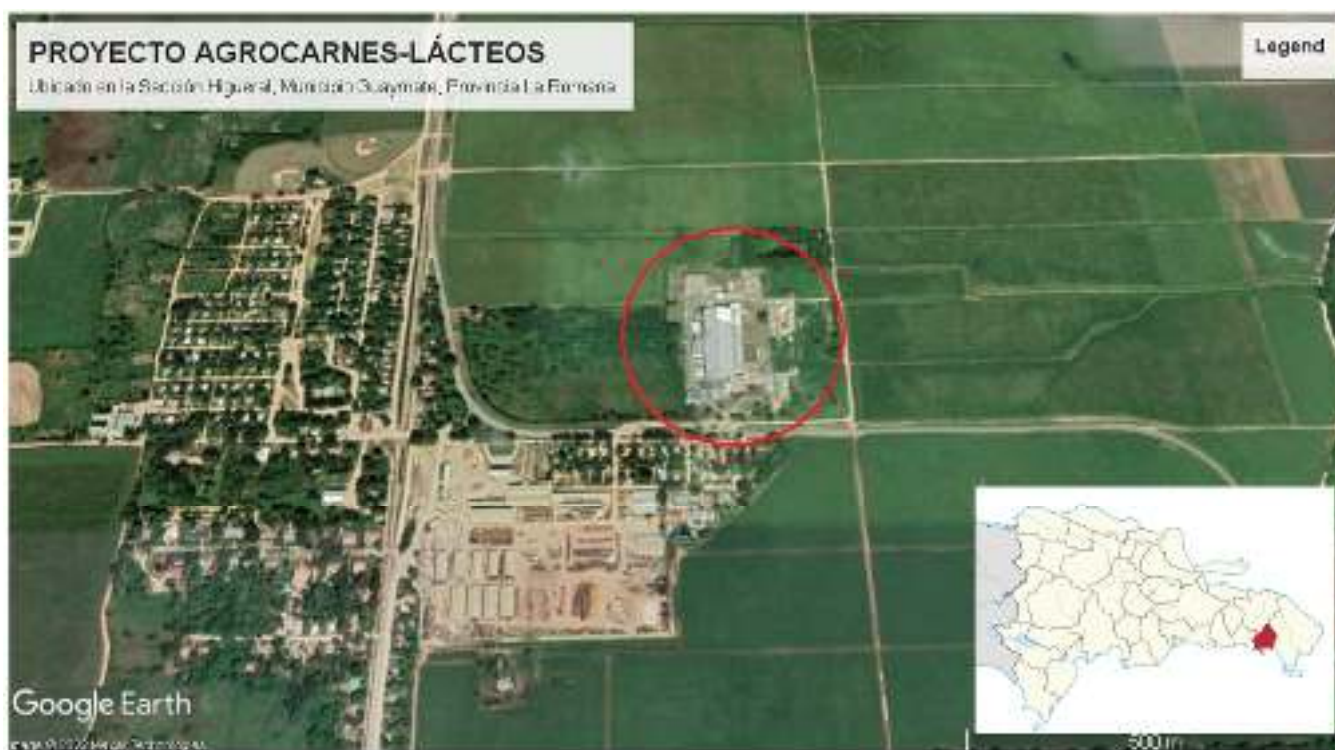 PROYECTO AGROCARNES-LÁCTEOS
Ubicado en la Sección Higueral, Municipio Guaymate, Provincia La Romana
Legend
Google Earth
500 m